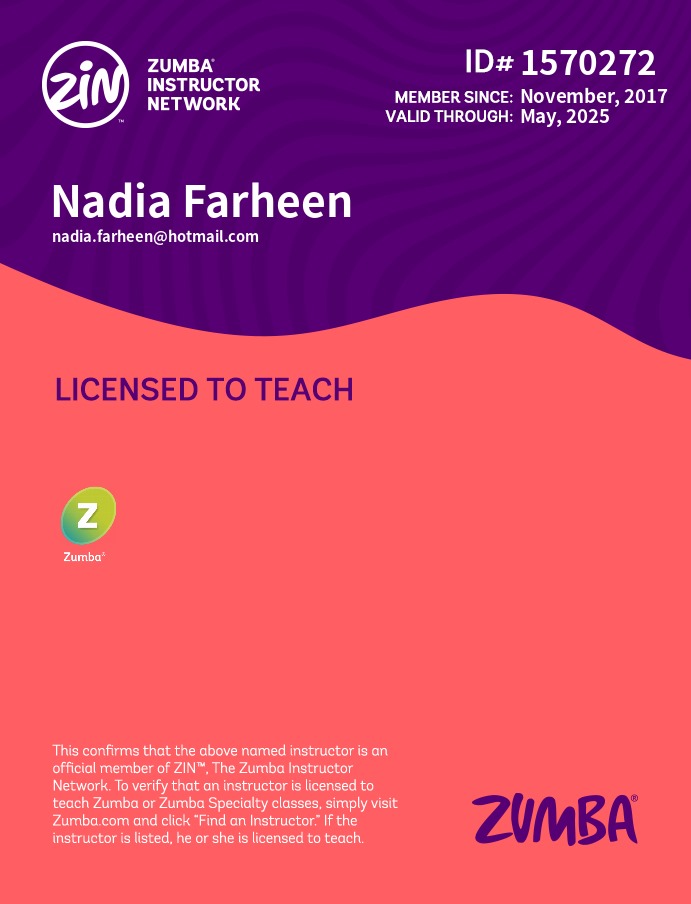 ZiN™
ZUMBA®
INSTRUCTOR
NETWORK
ID# 1570272
MEMBER SINCE: November, 2017
VALID THROUGH: May, 2025
Nadia Farheen
nadia.farheen@hotmail.com
LICENSED TO TEACH
Z
Zumba®
This confirms that the above named instructor is an
official member of ZIN™, The Zumba Instructor
Network. To verify that an instructor is licensed to
teach Zumba or Zumba Specialty classes, simply visit
Zumba.com and click "Find an Instructor." If the
instructor is listed, he or she is licensed to teach.
ZUMBA®